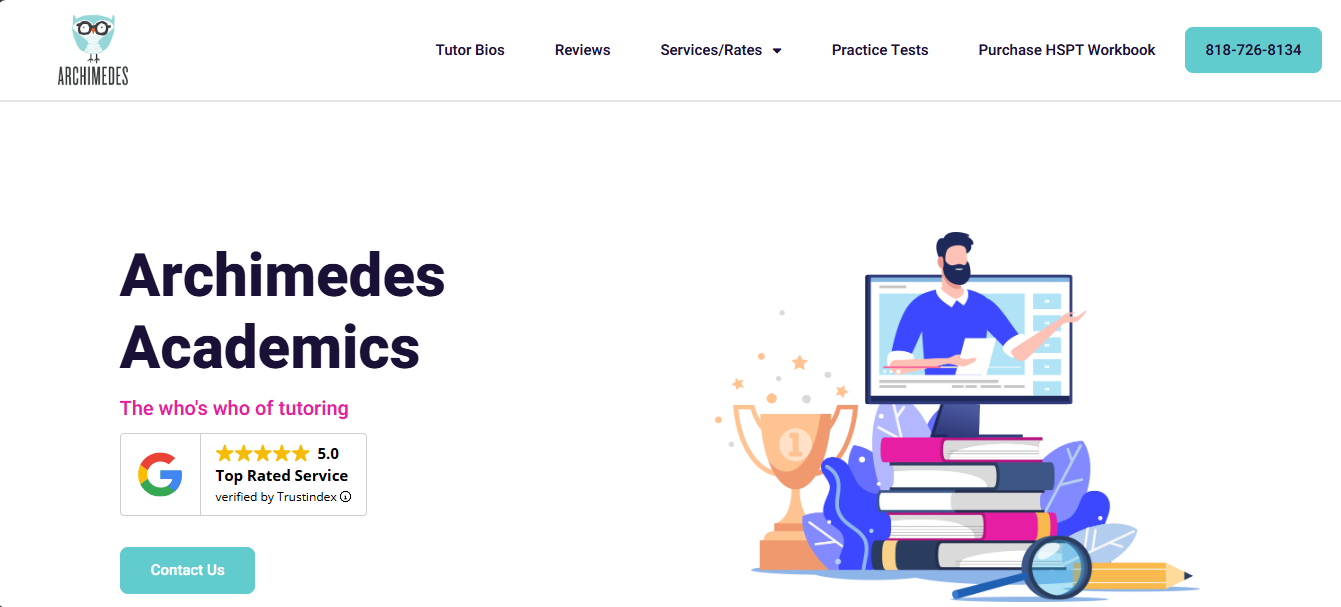 ARCHIMEDES
Tutor Bios
Reviews
Services/Rates
Practice Tests
Purchase HSPT Workbook
818-726-8134
Archimedes
Academics
The who's who of tutoring
5.0
Top Rated Service
verified by Trustindex
Contact Us
1